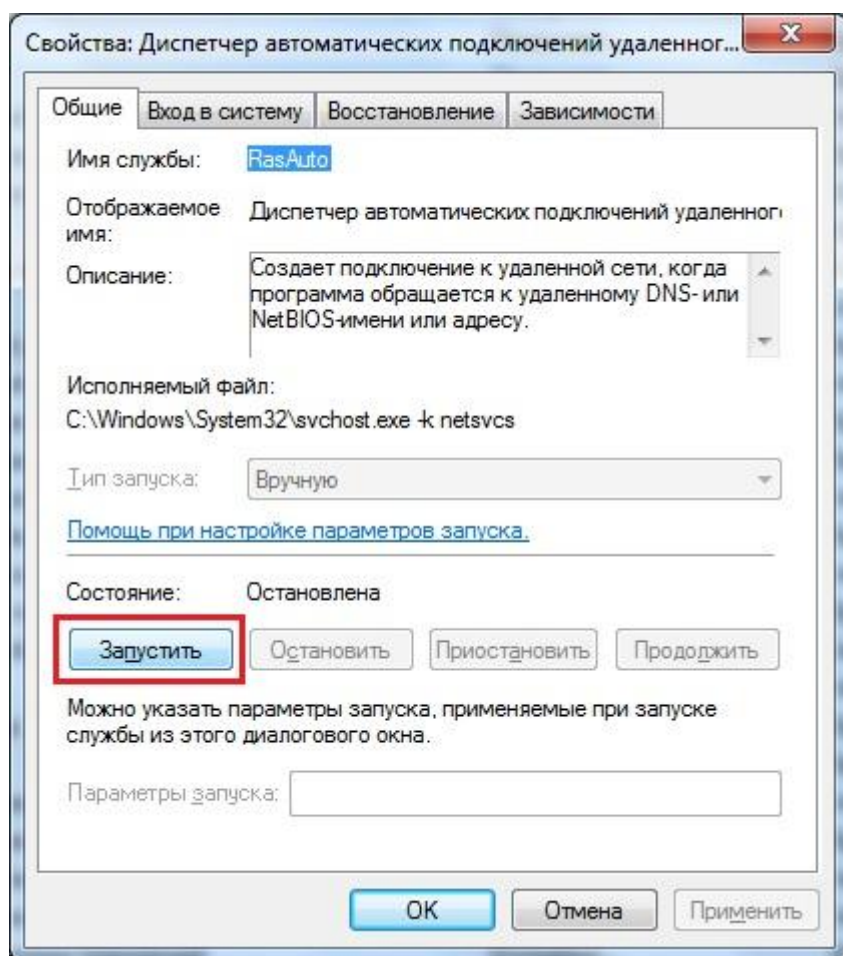 Свойства: Диспетчер автоматических подключений удаленног...
Общие Вход в систему Восстановление Зависимости
Имя службы: RasAuto
Отображаемое имя: Диспетчер автоматических подключений удаленног
Описание: Создает подключение к удаленной сети, когда
программа обращается к удаленному DNS- или
NetBIOS-имени или адресу.
Исполняемый файл:
C:\Windows\System32\svchost.exe -k netsvcs
Тип запуска: Вручную
Помощь при настройке параметров запуска.
Состояние: Остановлена
Запустить Остановить Приостановить Продолжить
Можно указать параметры запуска, применяемые при запуске
службы из этого диалогового окна.
Параметры запуска:
OK Отмена Применить